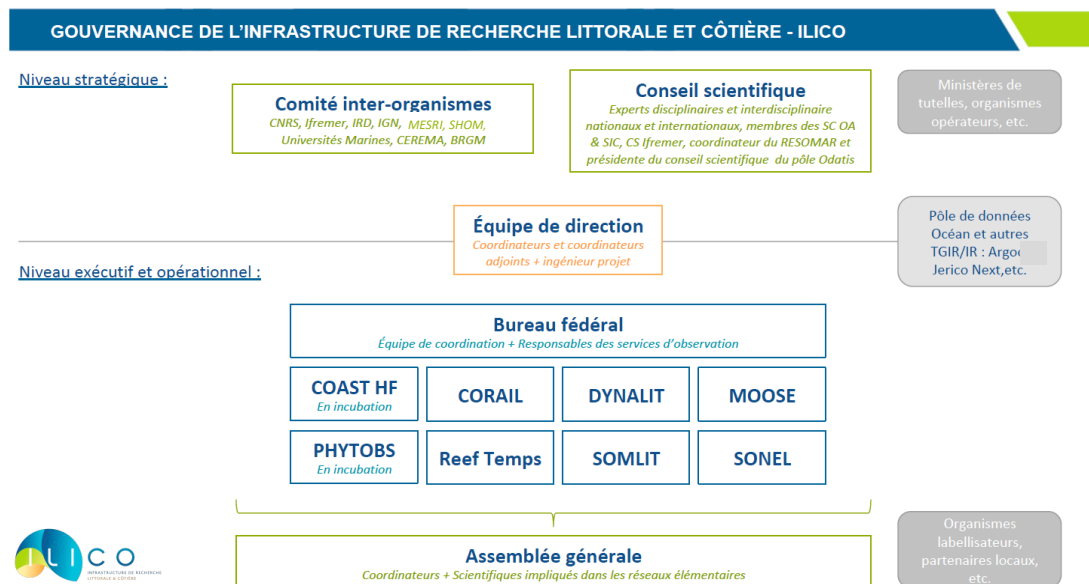 GOUVERNANCE DE L'INFRASTRUCTURE DE RECHERCHE LITTORALE ET CÔTIÈRE - ILICO
Niveau stratégique :
Comité inter-organismes
CNRS, Ifremer, IRD, IGN, MESRI, SHOM,
Universités Marines, CEREMA, BRGM
Conseil scientifique
Experts disciplinaires et interdisciplinaire
nationaux et internationaux, membres des SC OA
& SIC, CS Ifremer, coordinateur du RESOMAR et
présidente du conseil scientifique du pôle Odatis
Ministères de
tutelles, organismes
opérateurs, etc.
Équipe de direction
Coordinateurs et coordinateurs
adjoints + ingénieur projet
Pôle de données
Océan et autres
TGIR/IR :
Jerico Next,etc.
Niveau exécutif et opérationnel :
Bureau fédéral
Équipe de coordination + Responsables des services d'observation
COAST HF
En incubation
CORAIL
DYNALIT
MOOSE
PHYTOBS
En incubation
Reef Temps
SOMLIT
SONEL
Assemblée générale
Coordinateurs + Scientifiques impliqués dans les réseaux élémentaires
Organismes
labellisateurs,
partenaires locaux,
etc.
ILICO
INFRASTRUCTURE DE RECHERCHE
LITTORALE & CÔTIÈRE